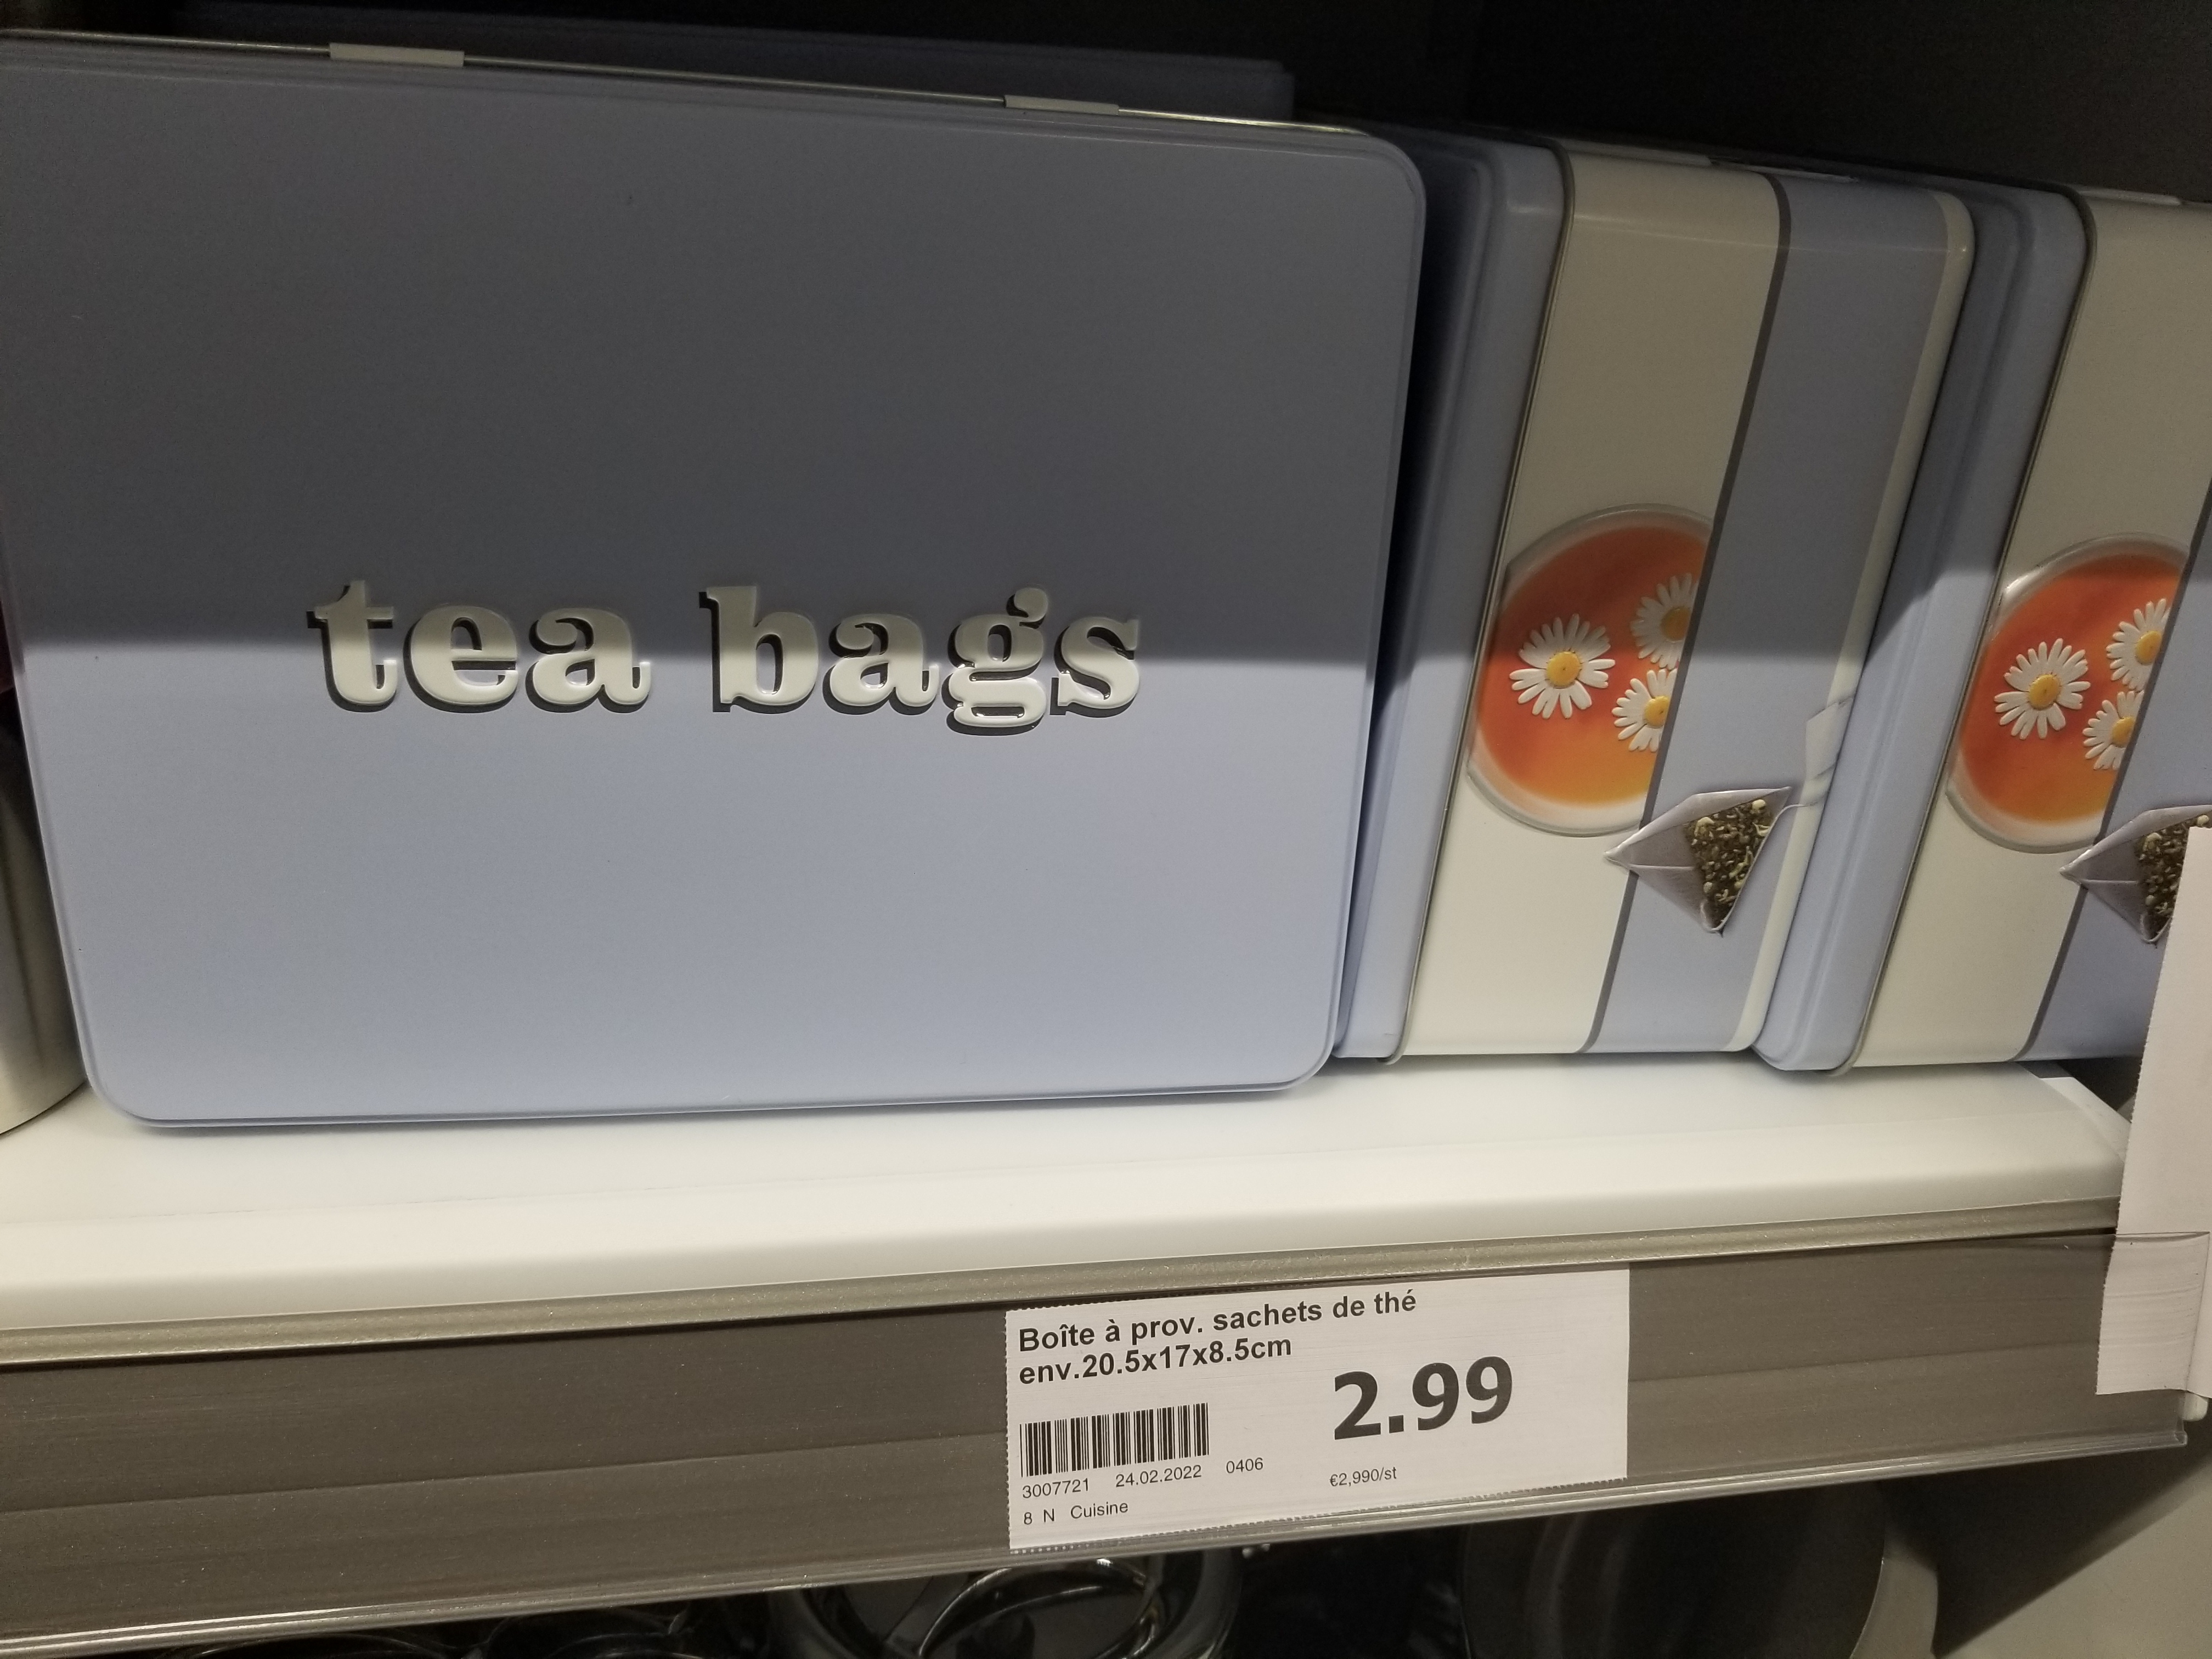 tea bags
Boîte à prov. sachets de thé
env.20.5x17x8.5cm
2.99
3007721 24.02.2022 0406
€2,990/st
8 N Cuisine